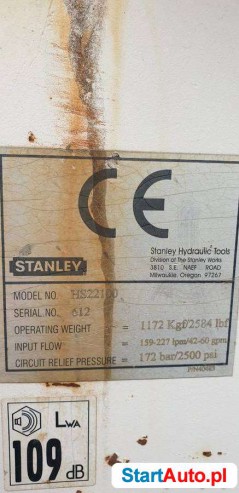 CE
Stanley Hydraulic Tools
Division of The Stanley Works
3810 S.E. NAEF ROAD
Milwaukie, Oregon 97267
STANLEY
MODEL NO. HS22100
SERIAL NO. 612
OPERATING WEIGHT = 1172 Kgf/2584 lbf
INPUT FLOW = 159-227 lpm/42-60 gpm
CIRCUIT RELIEF PRESSURE = 172 bar/2500 psi
LWA
109 dB
StartAuto.pl